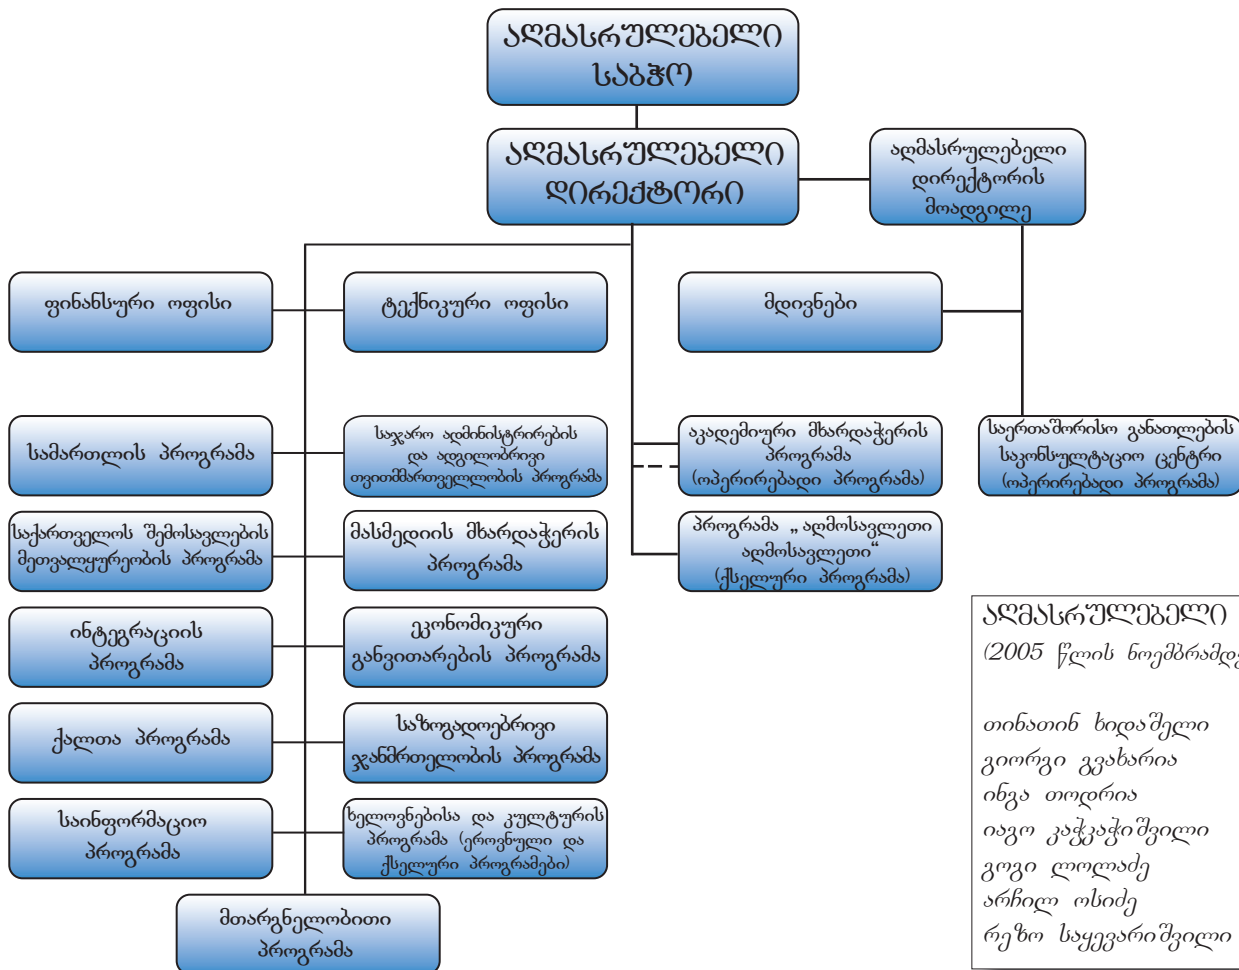 აღმასრულებელი
საბჭო
აღმასრულებელი
დირექტორი
აღმასრულებელი
დირექტორის
მოადგილე
ფინანსური ოფისი
ტექნიკური ოფისი
მდივნები
სამართლის პროგრამა
საჯარო ადმინისტრირების
და ადგილობრივი
თვითმმართველობის პროგრამა
აკადემიური მხარდაჭერის
პროგრამა
(ოპერირებადი პროგრამა)
საერთაშორისო განათლების
საკონსულტაციო ცენტრი
(ოპერირებადი პროგრამა)
საქართველოს შემოსავლების
მეთვალყურეობის პროგრამა
მასმედიის მხარდაჭერის
პროგრამა
პროგრამა „ აღმოსავლეთი
აღმოსავლეთი“
(ქსელური პროგრამა)
ინტეგრაციის
პროგრამა
ეკონომიკური
განვითარების პროგრამა
ქალთა პროგრამა
საზოგადოებრივი
ჯანმრთელობის პროგრამა
საინფორმაციო
პროგრამა
ხელოვნებისა და კულტურის
პროგრამა (ეროვნული და
ქსელური პროგრამები)
მთარგნელობითი
პროგრამა
აღმასრულებელი
(2005 წლის ნოემბრამდე
თინათინ ხიდაშელი
გიორგი გვახარია
ინგა თოდრია
იაგო კაჭკაჭიშვილი
გოგი ლოლაძე
არჩილ ოსიძე
რეზო საყევარიშვილი